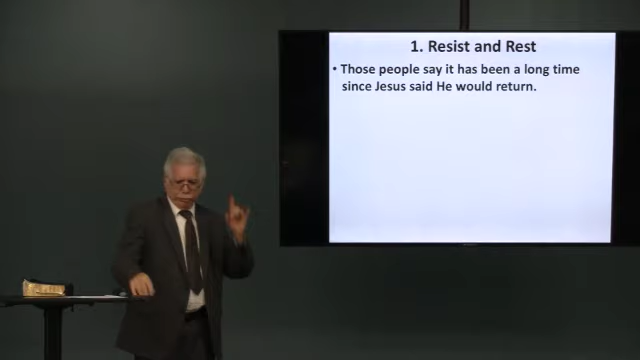 1. Resist and Rest
• Those people say it has been a long time
since Jesus said He would return.